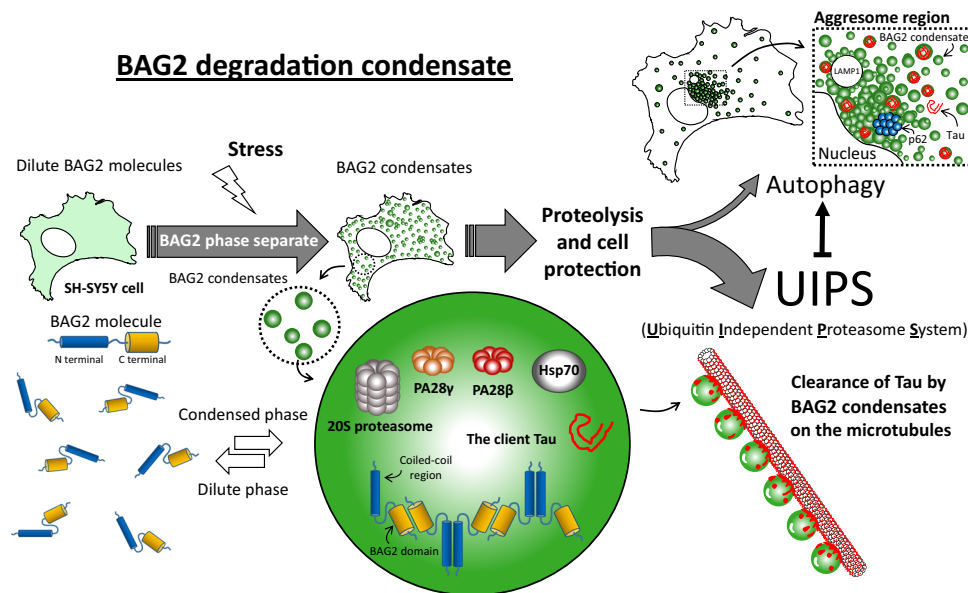 BAG2 degradation condensate
Aggresome region
BAG2 condensate
LAMP1
Tau
p62
Nucleus
Dilute BAG2 molecules
Stress
BAG2 condensates
Autophagy
BAG2 phase separate
Proteolysis
and cell
protection
SH-SY5Y cell
BAG2 condensates
UIPS
(Ubiquitin Independent Proteasome System)
BAG2 molecule
N terminal
C terminal
PA28γ
PA28β
Hsp70
20S proteasome
The client Tau
Clearance of Tau by
BAG2 condensates
on the microtubules
Condensed phase
Dilute phase
Coiled-coil
region
BAG2 domain